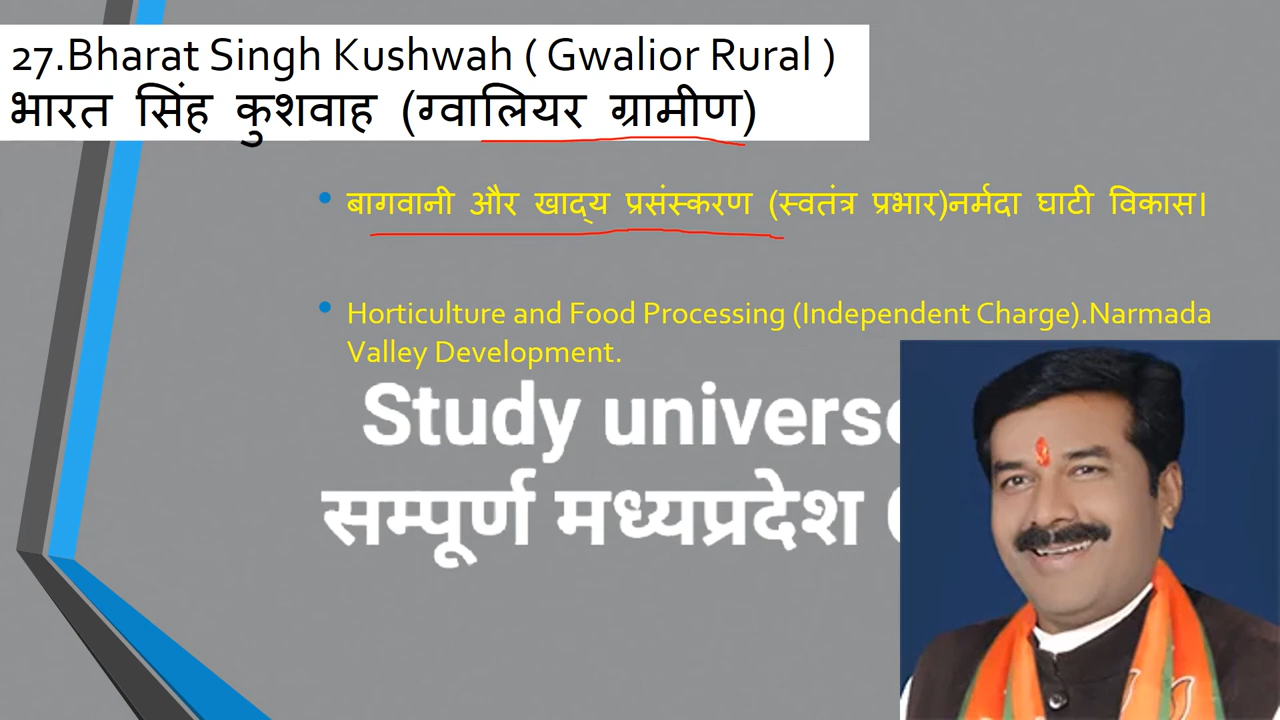 27.Bharat Singh Kushwah ( Gwalior Rural )
भारत सिंह कुशवाह (ग्वालियर ग्रामीण)
बागवानी और खाद्य प्रसंस्करण (स्वतंत्र प्रभार)नर्मदा घाटी विकास।
Horticulture and Food Processing (Independent Charge).Narmada
Valley Development.
Study universe
सम्पूर्ण मध्यप्रदेश